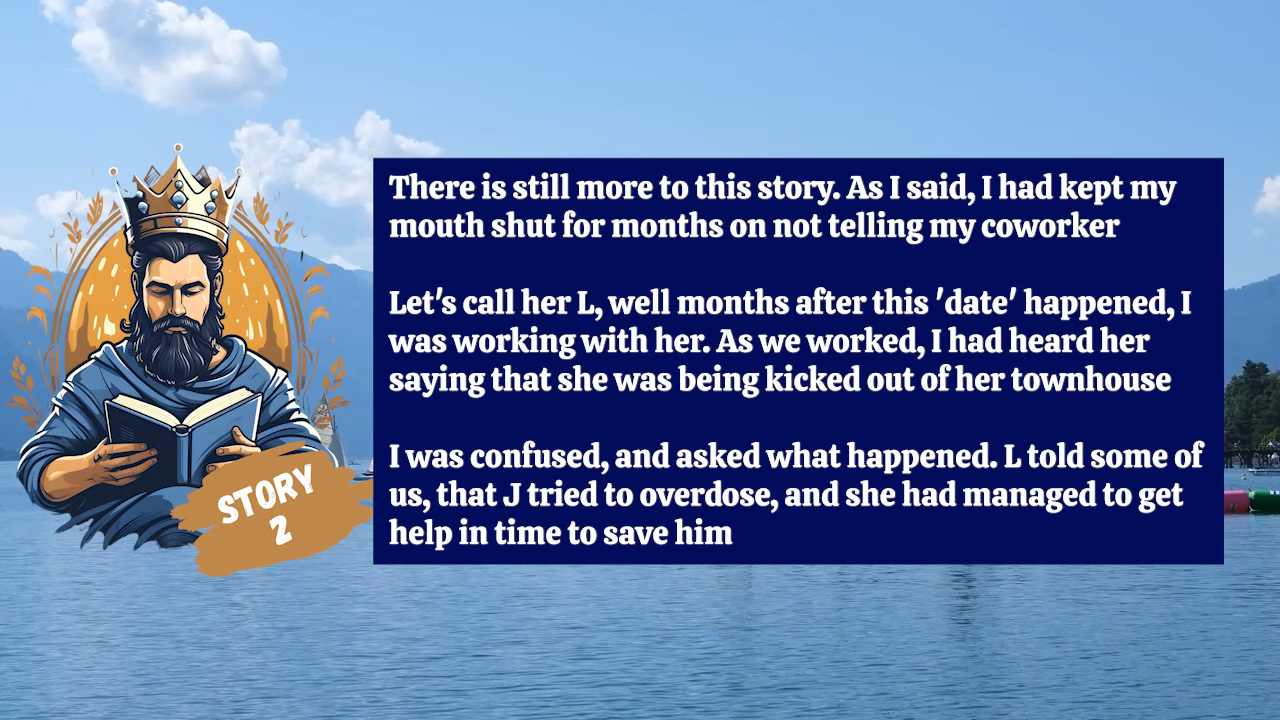 There is still more to this story. As I said, I had kept my
mouth shut for months on not telling my coworker
Let's call her L, well months after this 'date' happened, I
was working with her. As we worked, I had heard her
saying that she was being kicked out of her townhouse
I was confused, and asked what happened. L told some of
us, that J tried to overdose, and she had managed to get
help in time to save him
STORY
2